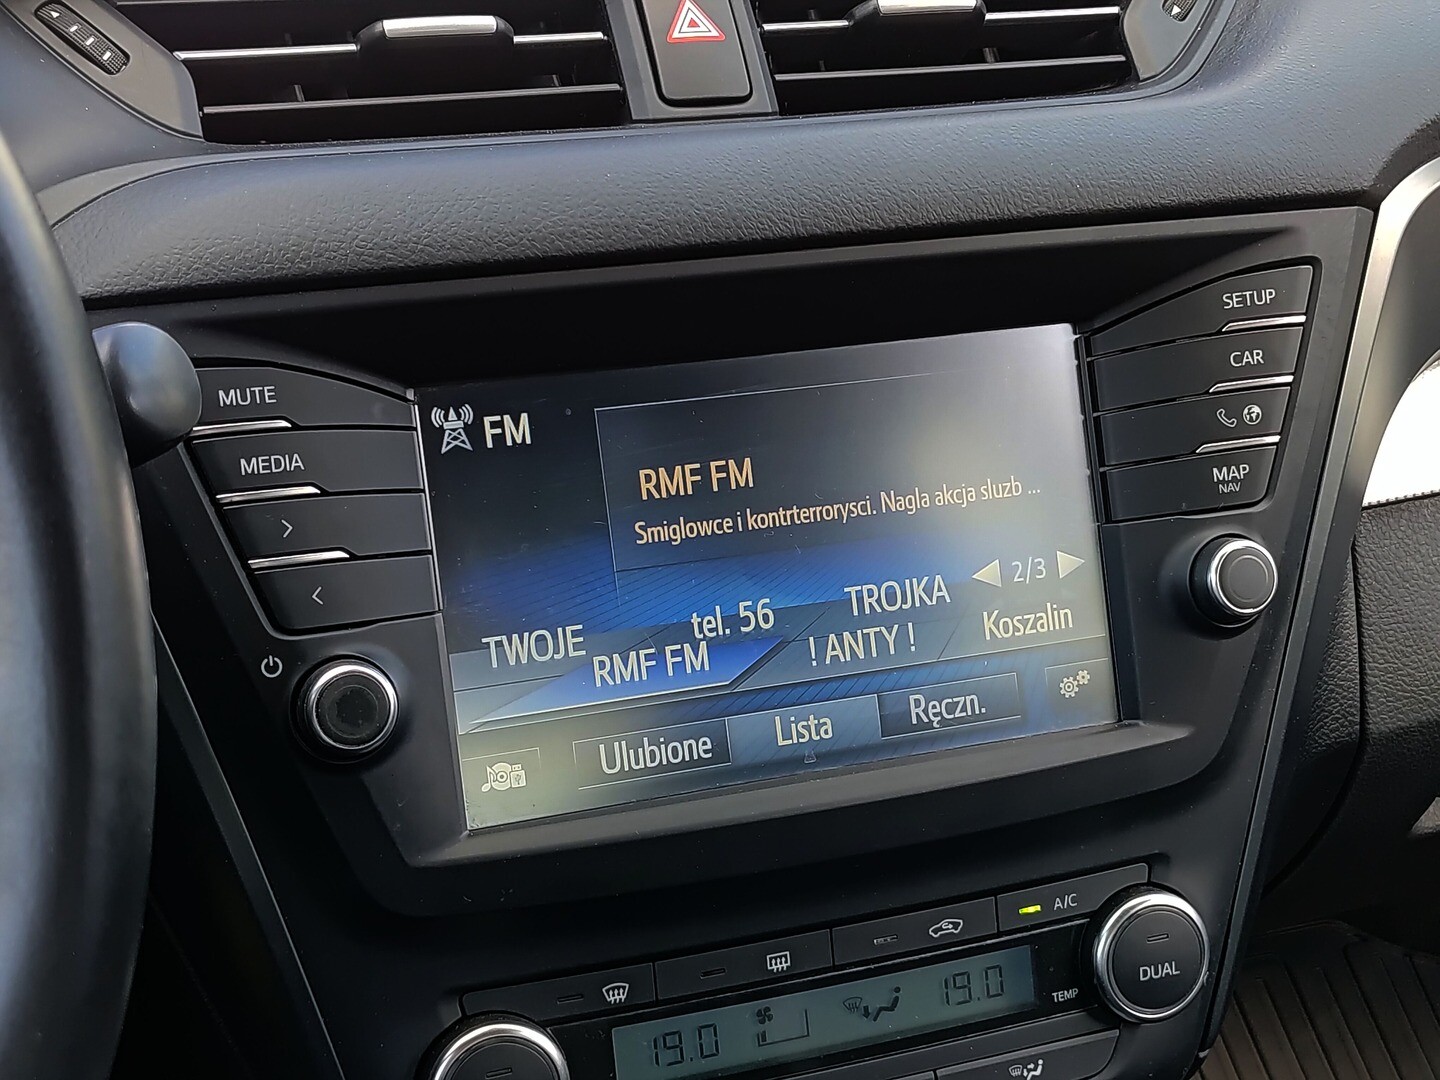 SETUP
MUTE
CAR
MEDIA
MAP
NAV
FM
RMF FM
Smiglowce i kontrterrorysci. Nagla akcja sluzb ...
2/3
TWOJE
tel. 56
TROJKA
RMF FM
! ANTY !
Koszalin
Ulubione
Lista
Ręczn.
A/C
DUAL
TEMP
19.0
19.0